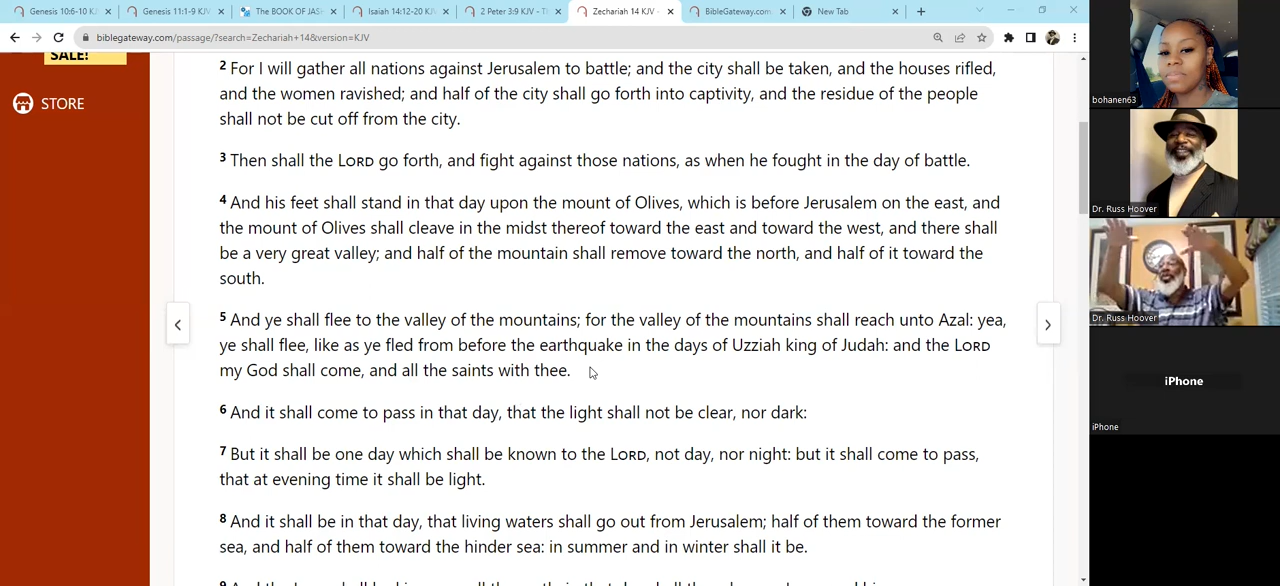 Genesis 10:6-10 K
Genesis 11:1-9 KJV
The BOOK OF JAS
Isaiah 14:12-20 KJV
2 Peter 3:9 KJV - T
Zechariah 14 KJV
BibleGateway.com
New Tab
biblegateway.com/passage/?search=Zechariah+14&version=KJV
SALE!
STORE
2 For I will gather all nations against Jerusalem to battle; and the city shall be taken, and the houses rifled,
and the women ravished; and half of the city shall go forth into captivity, and the residue of the people
shall not be cut off from the city.
3 Then shall the LORD go forth, and fight against those nations, as when he fought in the day of battle.
4 And his feet shall stand in that day upon the mount of Olives, which is before Jerusalem on the east, and
the mount of Olives shall cleave in the midst thereof toward the east and toward the west, and there shall
be a very great valley; and half of the mountain shall remove toward the north, and half of it toward the
south.
5 And ye shall flee to the valley of the mountains; for the valley of the mountains shall reach unto Azal: yea,
ye shall flee, like as ye fled from before the earthquake in the days of Uzziah king of Judah: and the LORD
my God shall come, and all the saints with thee.
6 And it shall come to pass in that day, that the light shall not be clear, nor dark:
7 But it shall be one day which shall be known to the LORD, not day, nor night: but it shall come to pass,
that at evening time it shall be light.
8 And it shall be in that day, that living waters shall go out from Jerusalem; half of them toward the former
sea, and half of them toward the hinder sea: in summer and in winter shall it be.
bohanen63
Dr. Russ Hoover
Dr. Russ Hoover
iPhone
iPhone